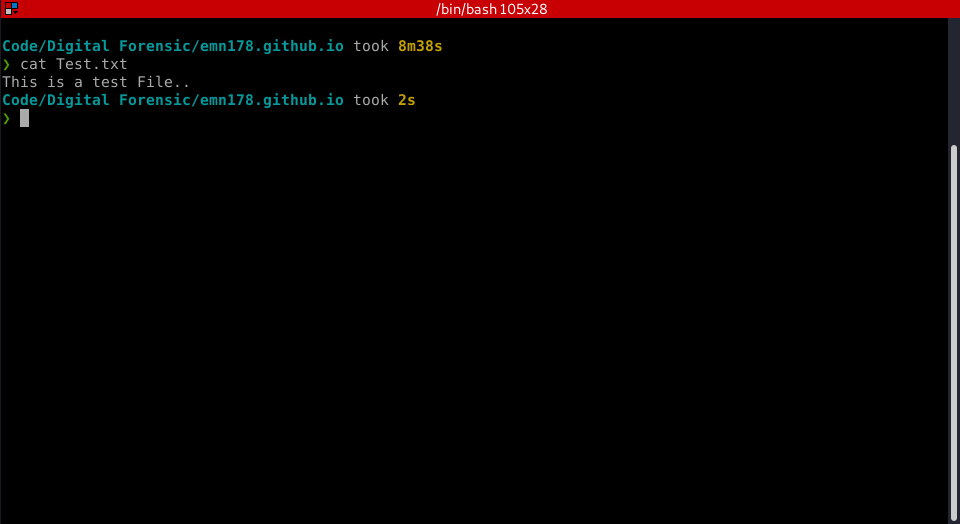 /bin/bash 105x28
Code/Digital Forensic/emn178.github.io took 8m38s
❯ cat Test.txt
This is a test File..
Code/Digital Forensic/emn178.github.io took 2s
❯